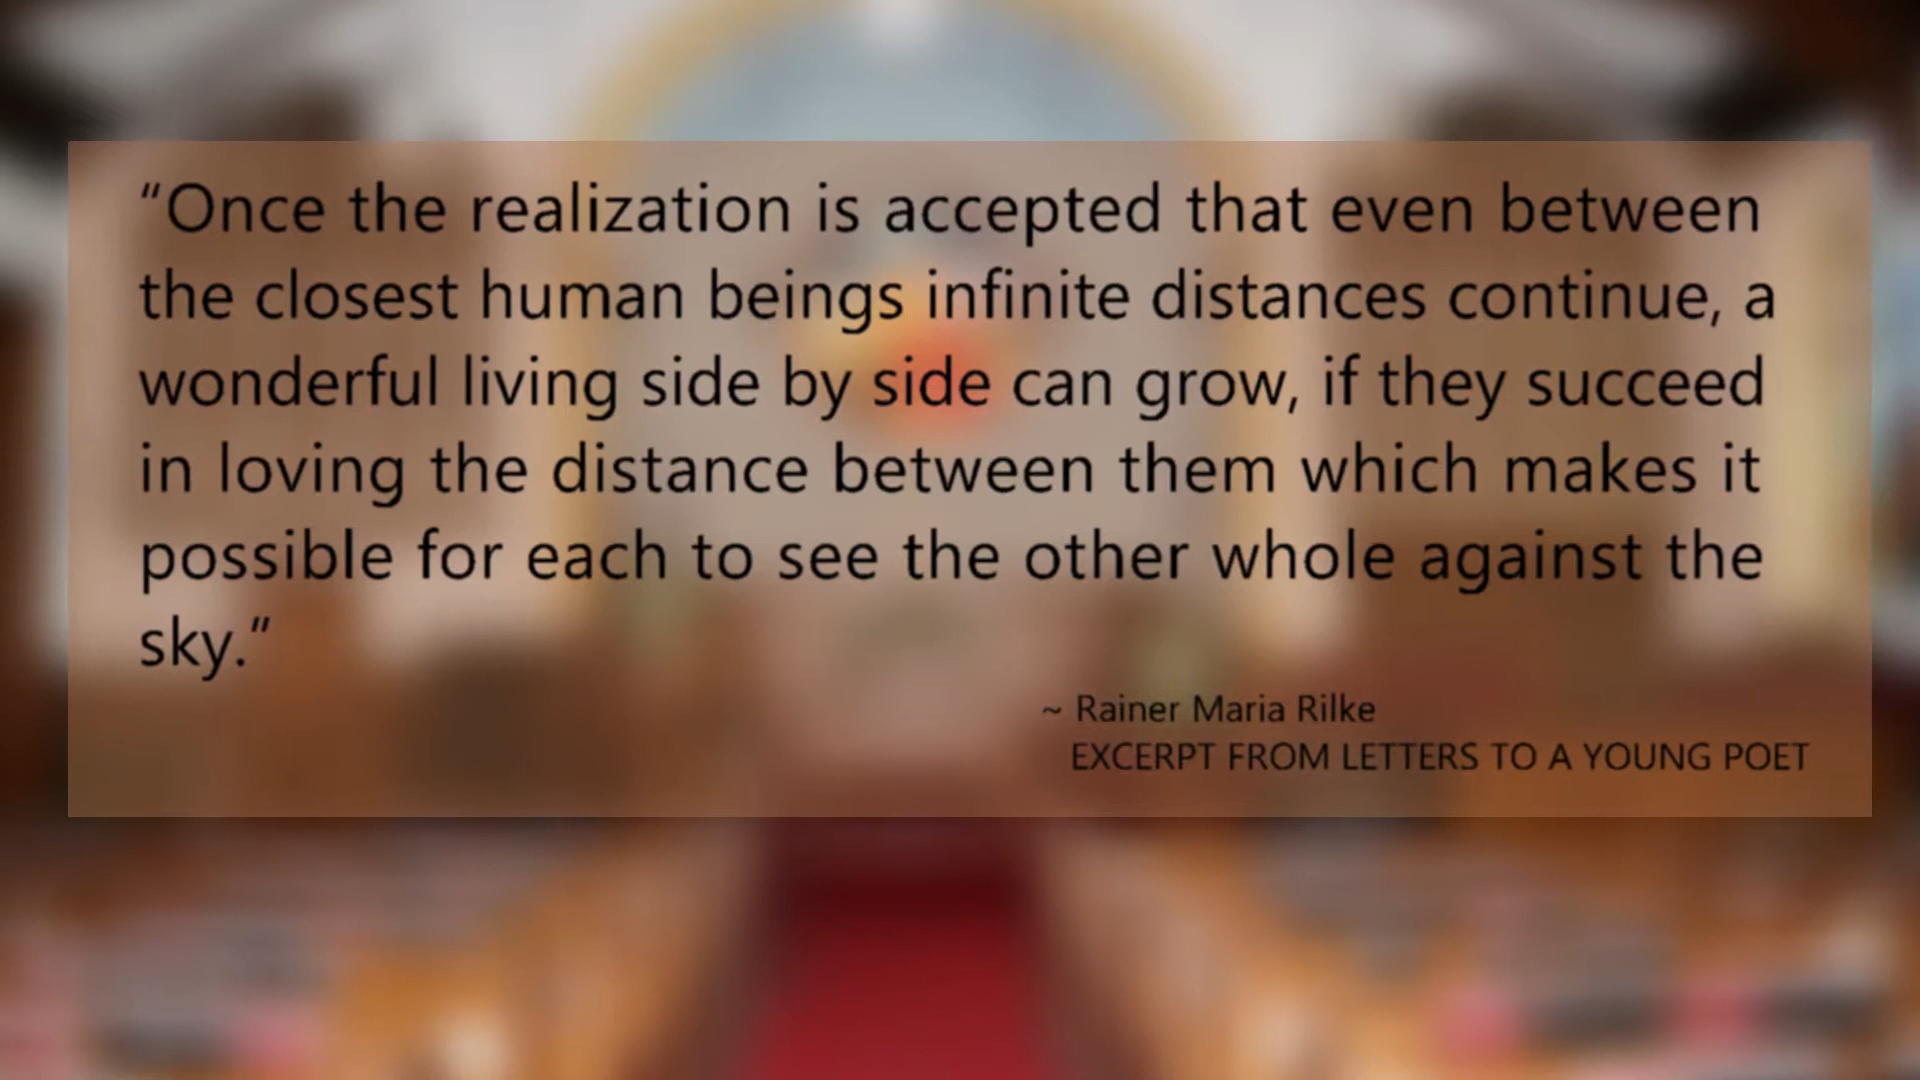 “Once the realization is accepted that even between
the closest human beings infinite distances continue, a
wonderful living side by side can grow, if they succeed
in loving the distance between them which makes it
possible for each to see the other whole against the
sky.”
~ Rainer Maria Rilke
EXCERPT FROM LETTERS TO A YOUNG POET